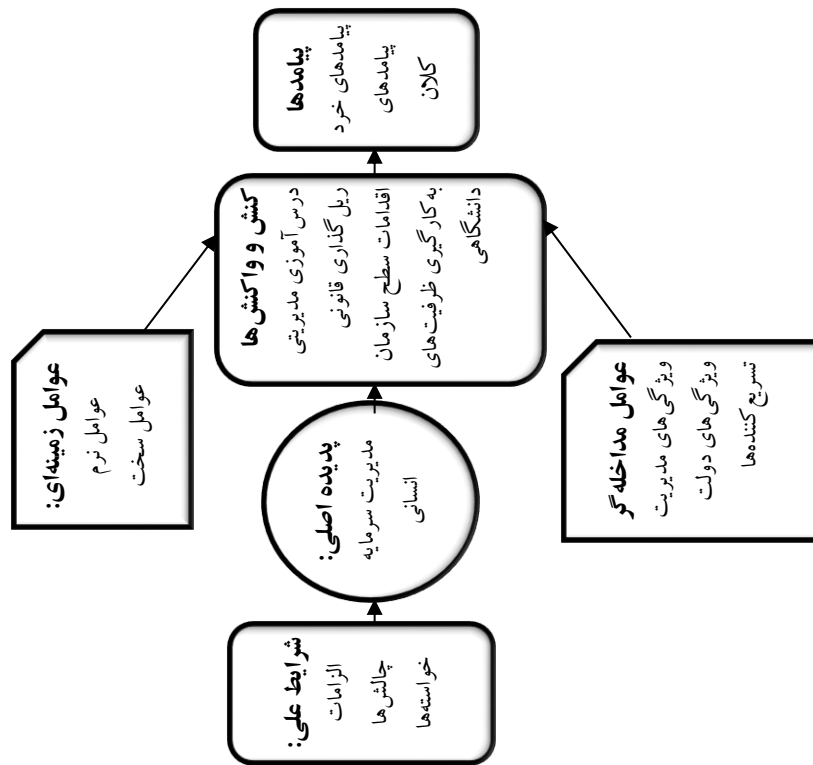 شرایط علی:
الزامات
چالش‌ها
خواسته‌ها
پدیده اصلی:
مدیریت سرمایه
انسانی
عوامل زمینه‌ای:
عوامل نرم
عوامل سخت
عوامل مداخله گر
ویژگی‌های مدیریت
ویژگی‌های دولت
تسریع کننده‌ها
کنش و واکنش‌ها
درس‌آموزی مدیریتی
ریل‌گذاری قانونی
اقدامات سطح سازمان
به‌کارگیری ظرفیت‌های
دانشگاهی
پیامدها
پیامدهای خرد
پیامدهای
کلان